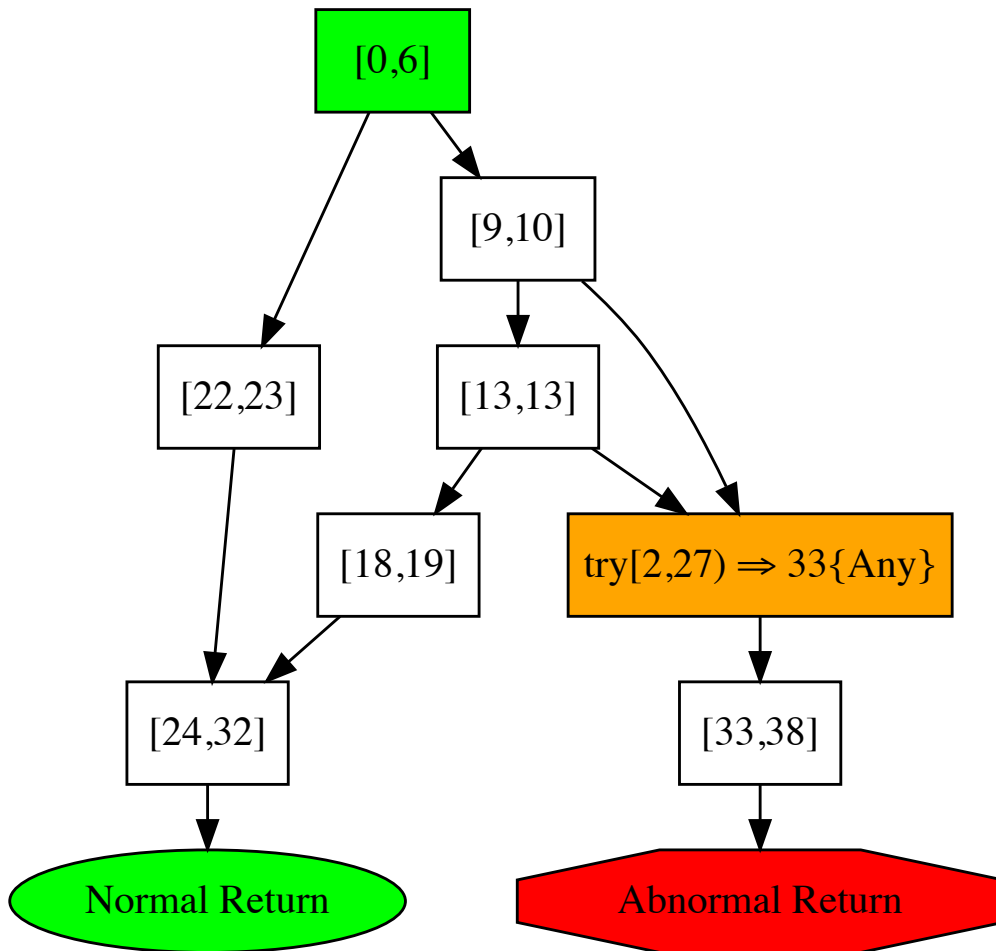 [0,6]
[9,10]
[22,23]
[13,13]
[18,19]
try[2,27) ⇒ 33{Any}
[24,32]
[33,38]
Normal Return
Abnormal Return